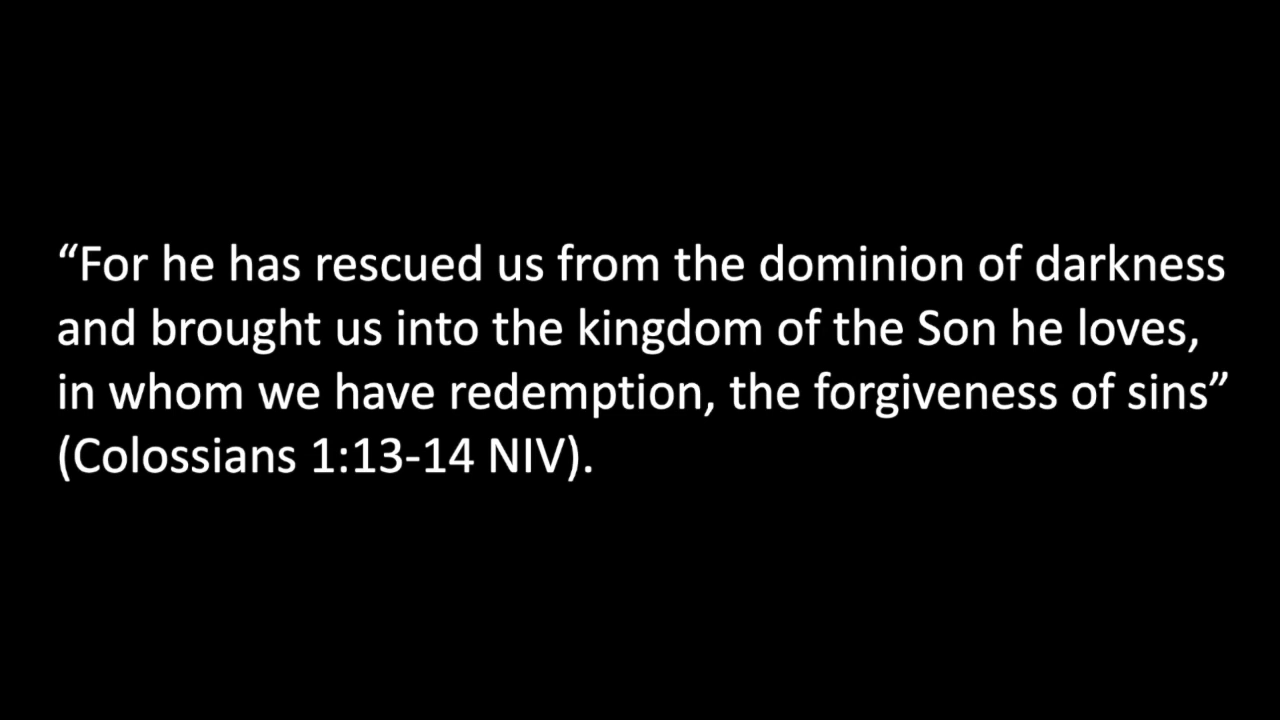 “For he has rescued us from the dominion of darkness
and brought us into the kingdom of the Son he loves,
in whom we have redemption, the forgiveness of sins”
(Colossians 1:13-14 NIV).